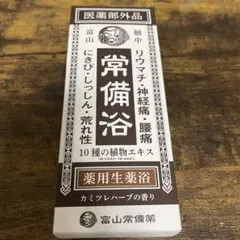 医薬部外品
富山
越中
リウマチ・神経痛・腰痛
常備浴
にきび・しっしん・荒れ性
10種の植物エキス
薬用生薬浴
カミツレハーブの香り
富山常備薬